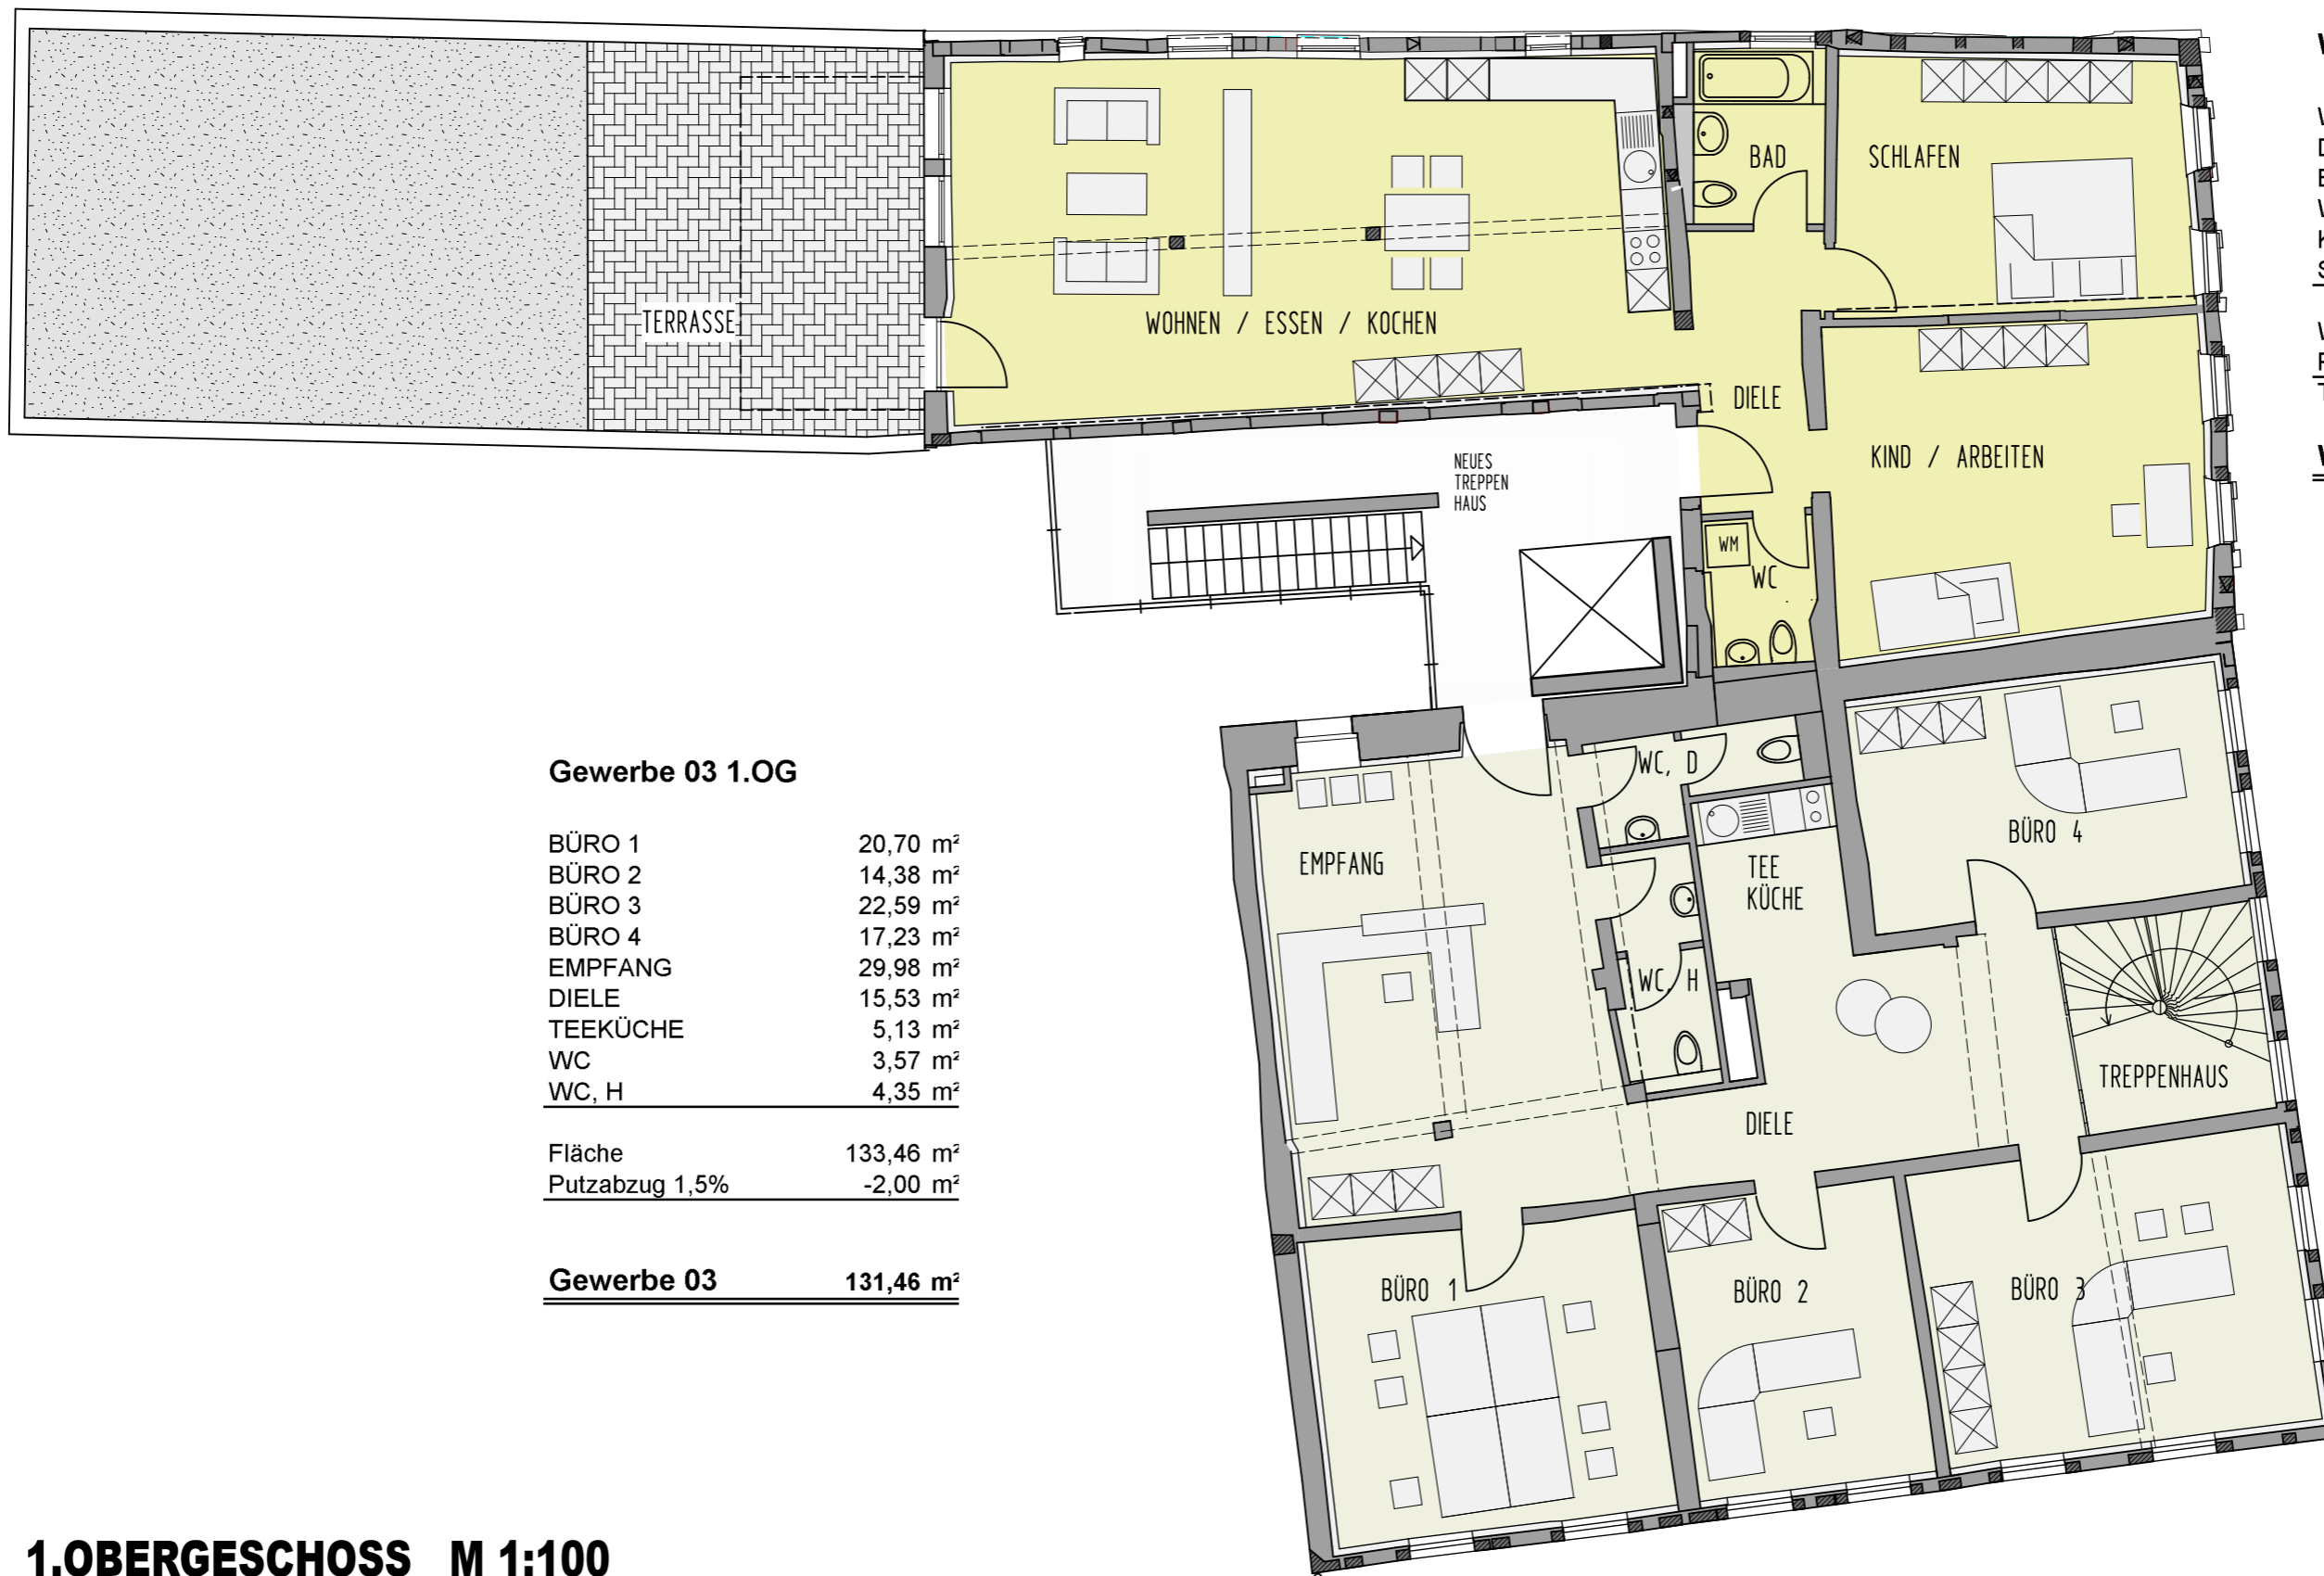 TERRASSE
WOHNEN / ESSEN / KOCHEN
BAD
SCHLAFEN
DIELE
KIND / ARBEITEN
NEUES
TREPPEN
HAUS
WM
WC
Gewerbe 03 1.OG
BÜRO 1 20,70 m²
BÜRO 2 14,38 m²
BÜRO 3 22,59 m²
BÜRO 4 17,23 m²
EMPFANG 29,98 m²
DIELE 15,53 m²
TEEKÜCHE 5,13 m²
WC 3,57 m²
WC, H 4,35 m²
Fläche 133,46 m²
Putzabzug 1,5% -2,00 m²
Gewerbe 03 131,46 m²
WC, D
EMPFANG
TEE
KÜCHE
BÜRO 4
WC, H
TREPPENHAUS
DIELE
BÜRO 1
BÜRO 2
BÜRO 3
1.OBERGESCHOSS M 1:100